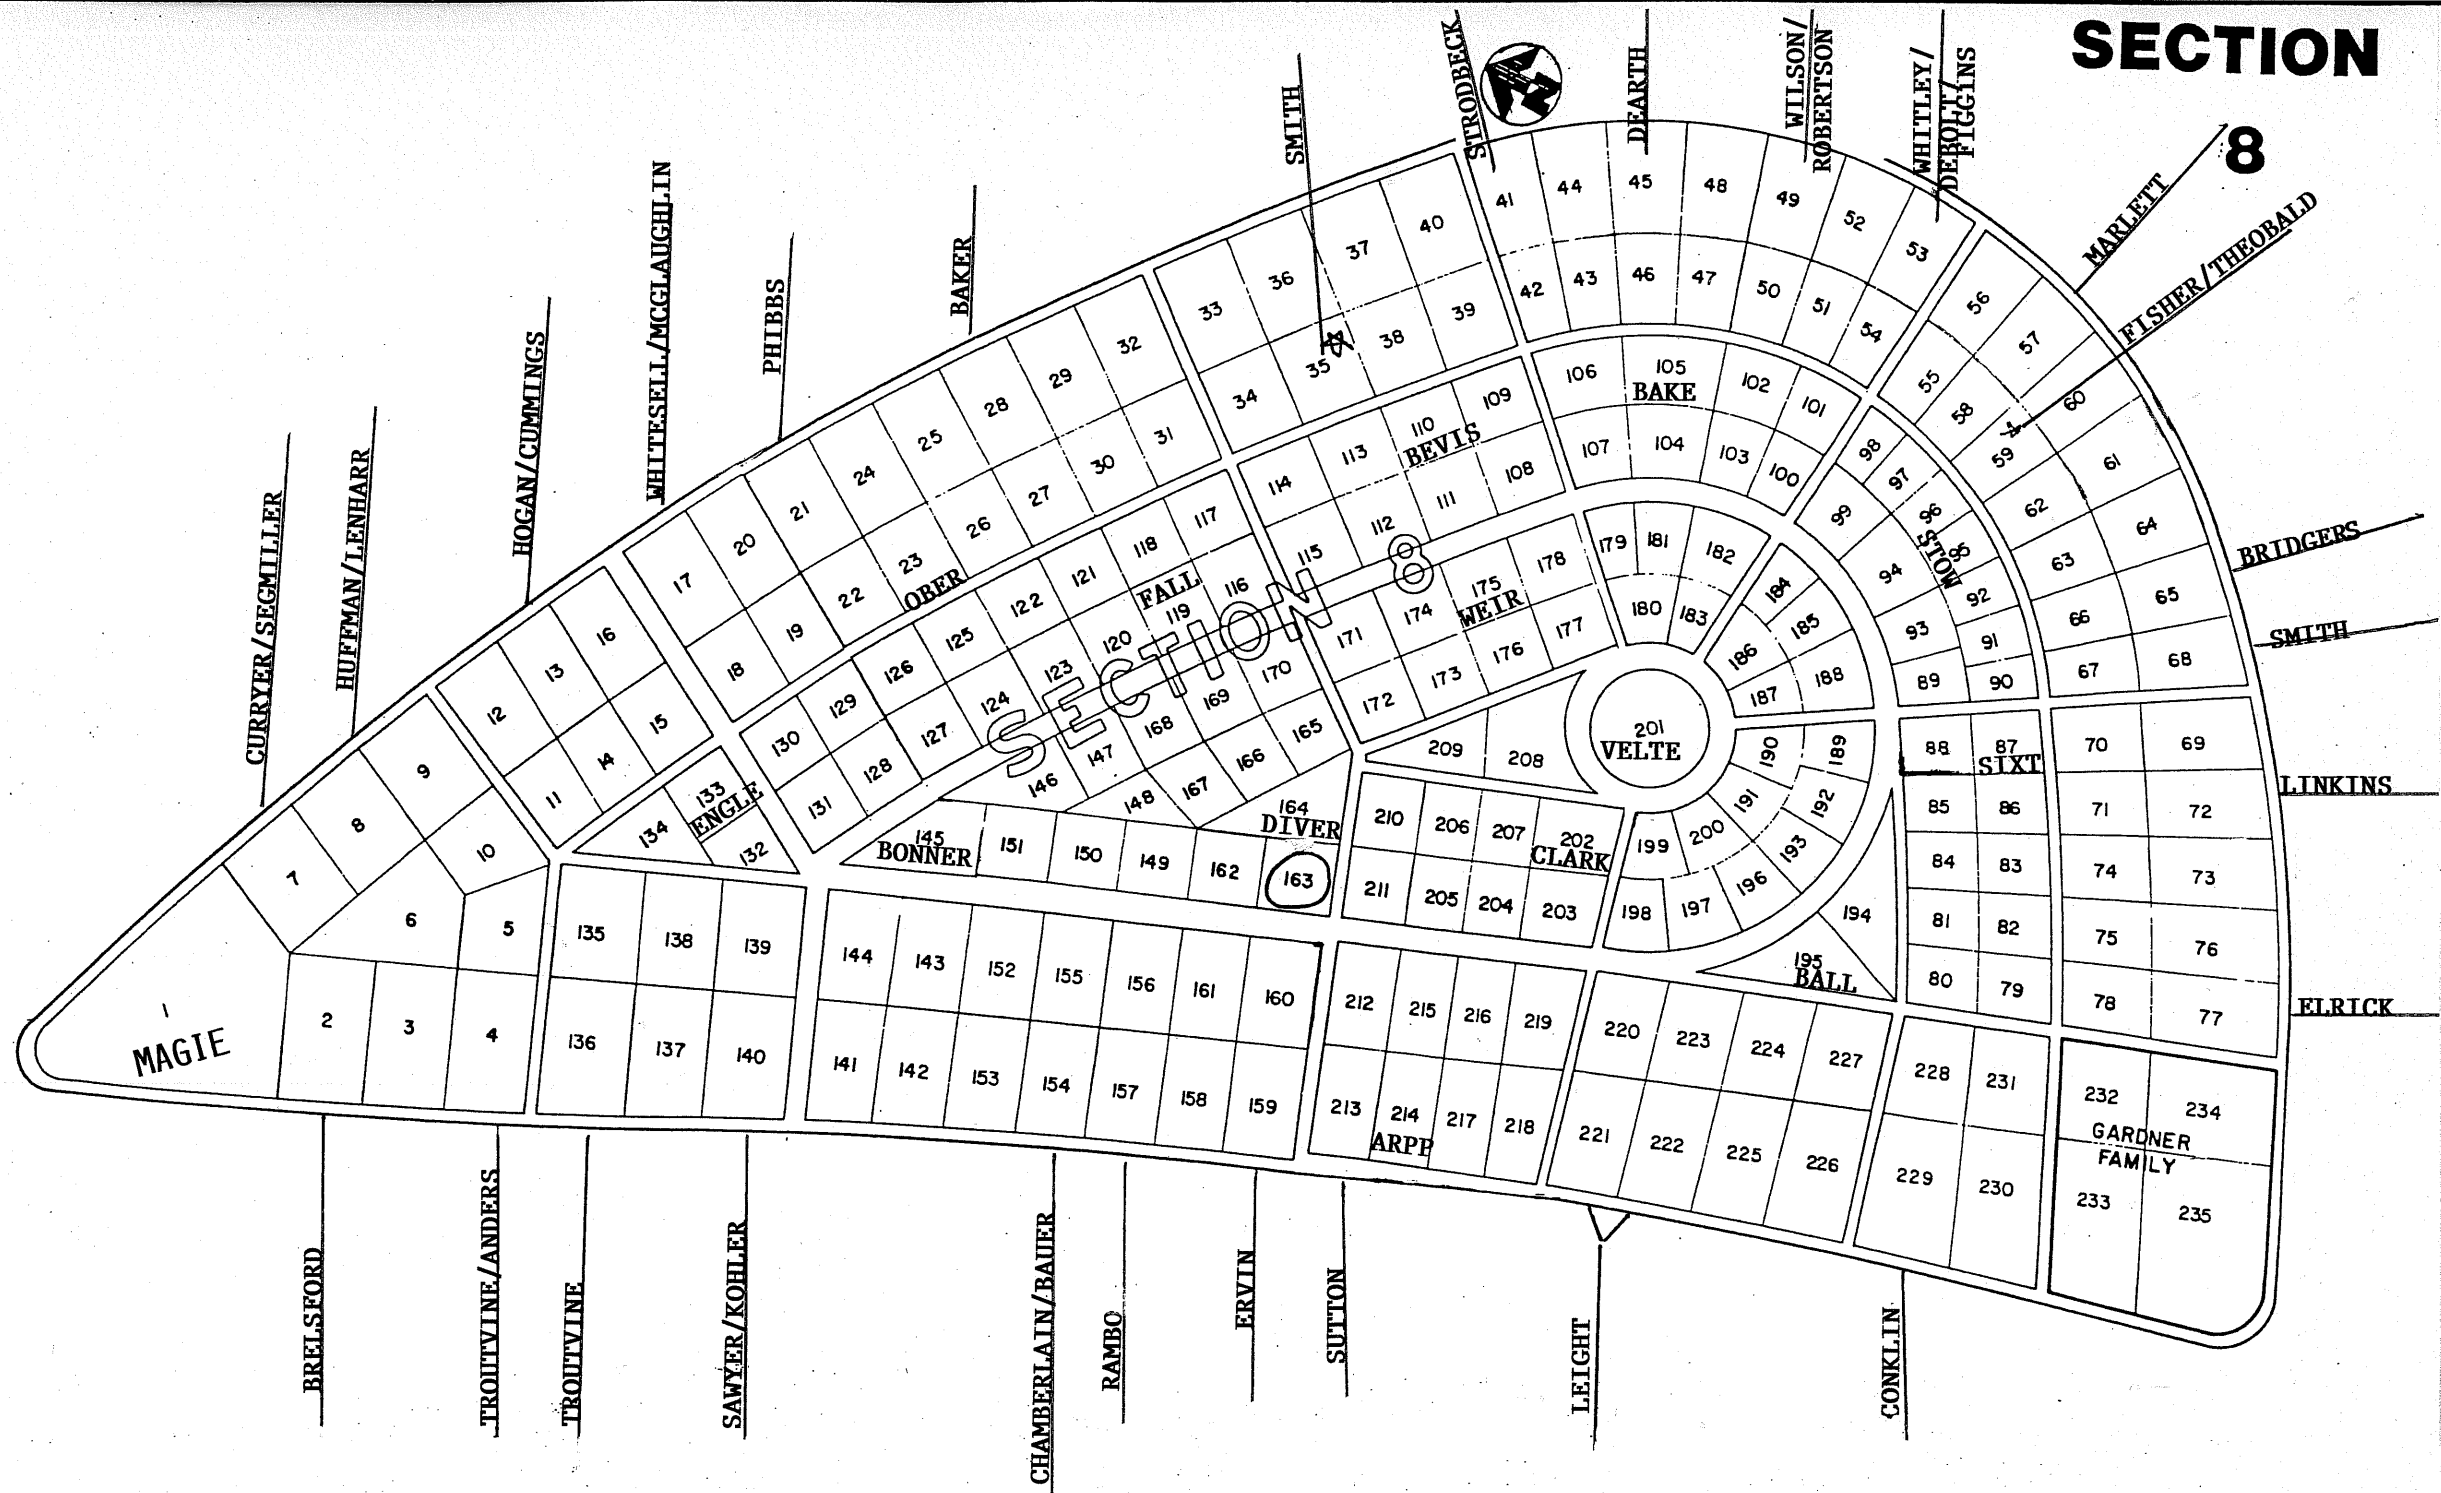 SECTION
8
CURRYER/SEGMILLER
HUFFMAN/LENHARR
HOGAN/CUMMINGS
WHITESELL/MCGLAUGHLIN
PHIBBS
BAKER
SMITH
STRODBECK
N
DEARTH
WILSON/
ROBERTSON
WHITLEY/
DEBOLT/
FIGGINS
MARLETT
FISHER/THEOBALD
BRIDGERS
SMITH
LINKINS
ELRICK
41 44 45 48 49 52 53
42 43 46 47 50 51 54
33 36 37 40
34 35 38 39
56 57 60 61 64 65 68
55 58 59 62 63 66 67
17 20 21 24 25 28 29 32
18 19 22 23 26 27 30 31
OBER
12 13 16
11 14 15
7 8 9
10
6 5
1
MAGIE
2 3 4
106 105 102 101
BAKE
107 104 103 100
114 113 110 109
BEVIS
115 112 111 108
98 97 96 95 92 91 90
STOW
99 94 93 89
130 129 126 125 122 121 118 117
FALL
131 128 127 124 123 120 119 116
SECTION 8
146 147 168 169 170
148 167 166 165
171 174 175 178
WEIR
172 173 176 177
179 181 182
180 183
184 185 188
186 187
201
VELTE
190 189
191 192
200 193
199 196
198 197
194
195
BALL
209 208
134 133
ENGLE
132
145
BONNER
151 150 149 162 163
164
DIVER
210 206 207 202
CLARK
211 205 204 203
88 87
SIXT
85 86
84 83
81 82
80 79
70 69
71 72
74 73
75 76
78 77
135 138 139
136 137 140
144 143 152 155 156 161 160
141 142 153 154 157 158 159
212 215 216 219
213 214 217 218
ARPP
220 223 224 227
221 222 225 226
228 231
229 230
232 234
GARDNER
FAMILY
233 235
BRELSFORD
TROUTVINE/ANDERS
TROUTVINE
SAWYER/KOHLER
CHAMBERLAIN/BAUER
RAMBO
ERVIN
SUTTON
LEIGHT
CONKLIN